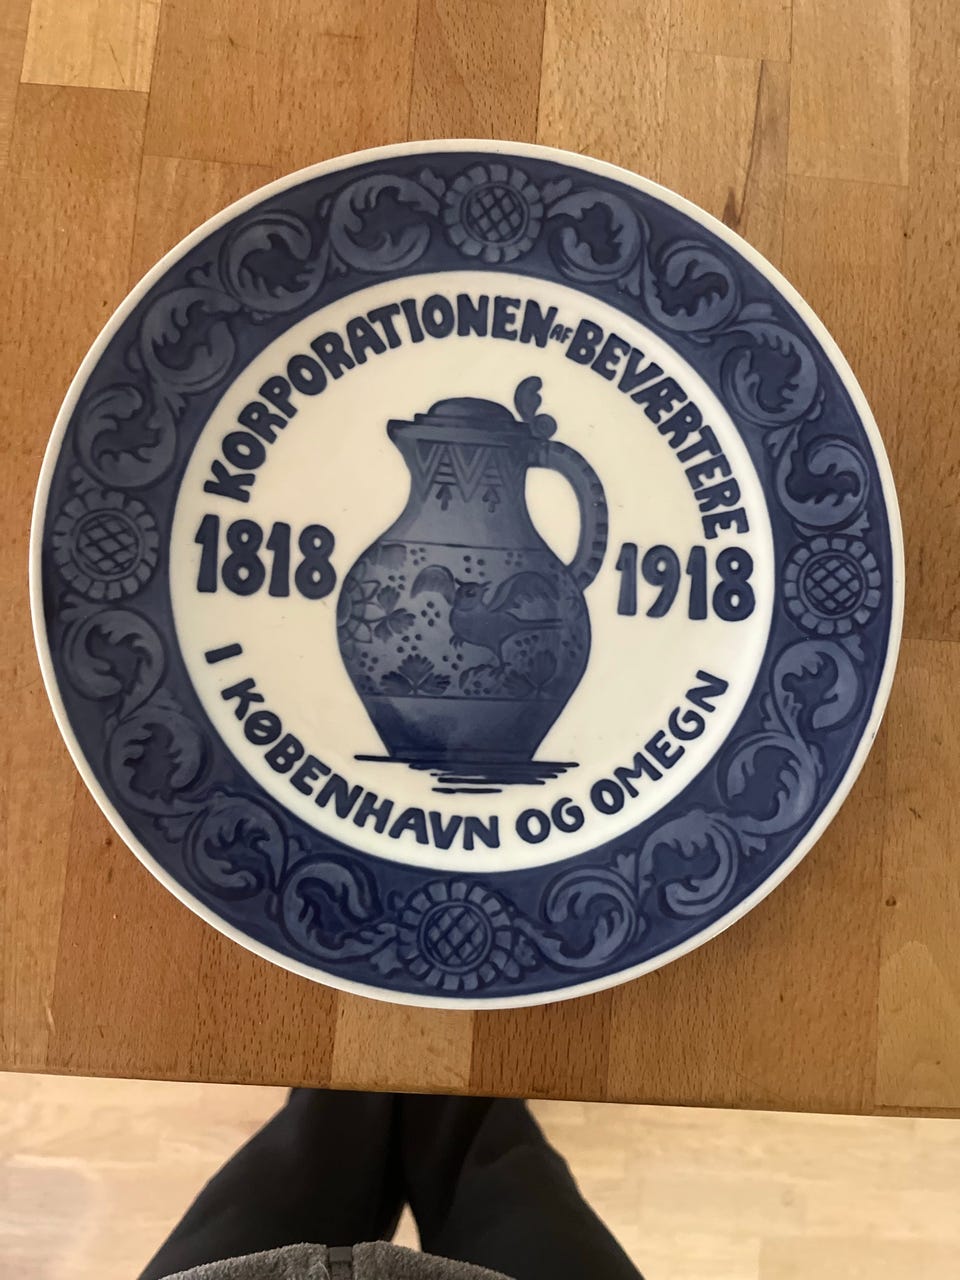 KORPORATIONEN AF BEVÆRTERE
1818 1918
I KØBENHAVN OG OMEGN